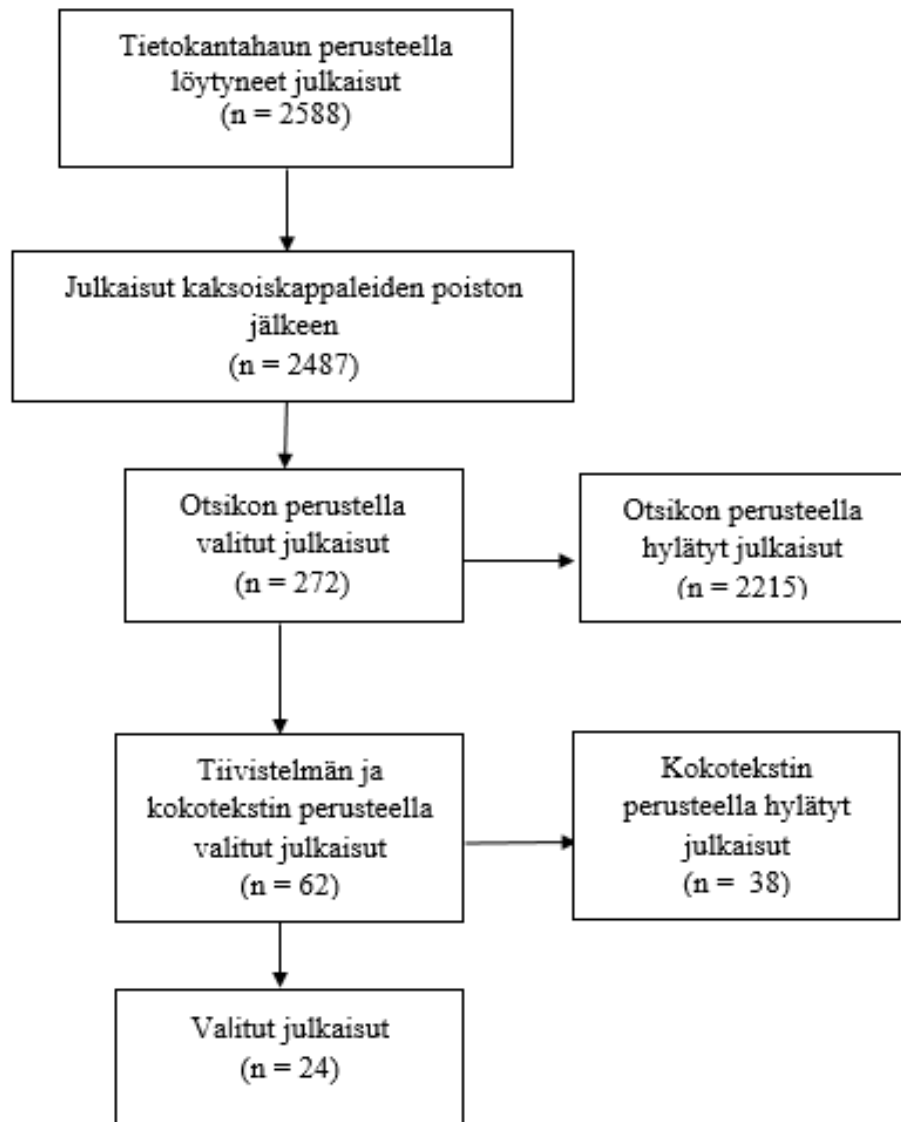 Tietokantahaun perusteella
löytyneet julkaisut
(n = 2588)
Julkaisut kaksoiskappaleiden poiston
jälkeen
(n = 2487)
Otsikon perustella
valitut julkaisut
(n = 272)
Otsikon perusteella
hylätyt julkaisut
(n = 2215)
Tiivistelmän ja
kokotekstin perusteella
valitut julkaisut
(n = 62)
Kokotekstin
perusteella hylätyt
julkaisut
(n =  38)
Valitut julkaisut
(n = 24)